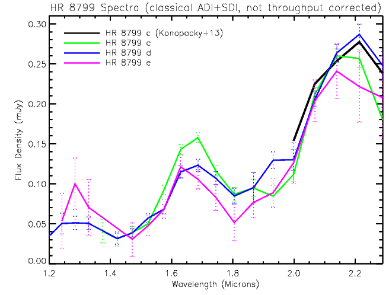 HR 8799 Spectra (classical ADI+SDI, not throughput corrected)
0.30
HR 8799 c (Konopacky+13)
HR 8799 c
HR 8799 d
HR 8799 e
0.25
0.20
0.15
0.10
0.05
0.00
Flux Density (mJy)
1.2
1.4
1.6
1.8
2.0
2.2
Wavelength (Microns)